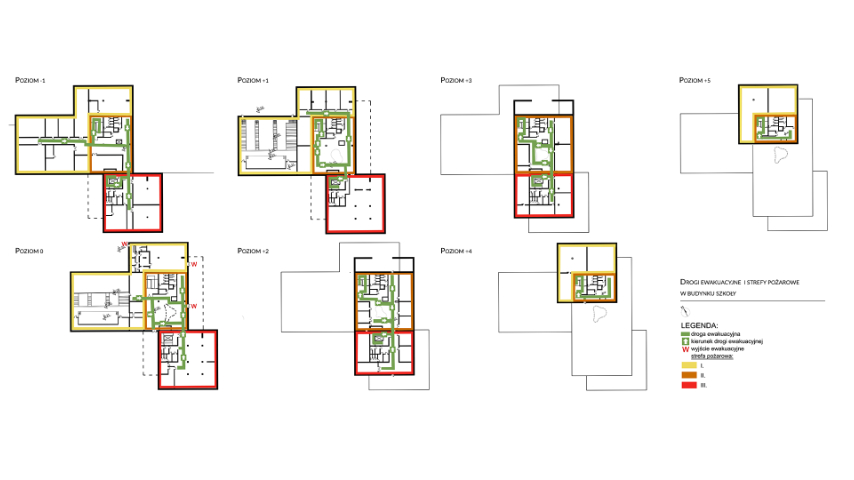 POZIOM -1
POZIOM +1
POZIOM +3
POZIOM +5
POZIOM 0
POZIOM +2
POZIOM +4
W
W
W
DROGI EWAKUACYJNE I STREFY POŻAROWE
W BUDYNKU SZKOŁY
LEGENDA:
droga ewakuacyjna
kierunek drogi ewakuacyjnej
W wyjście ewakuacyjne
strefa pożarowa:
I.
II.
III.